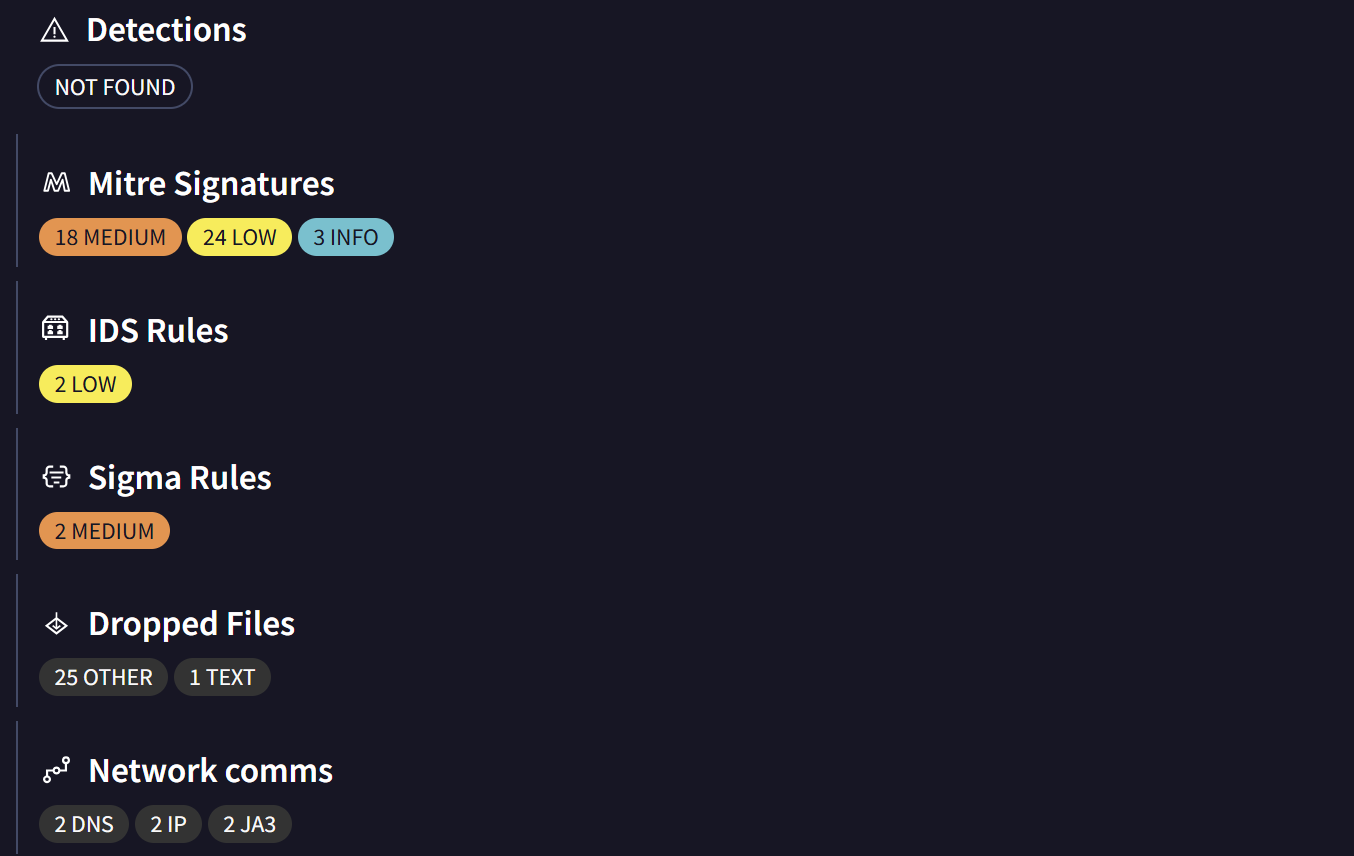 Detections
NOT FOUND
Mitre Signatures
18 MEDIUM 24 LOW 3 INFO
IDS Rules
2 LOW
Sigma Rules
2 MEDIUM
Dropped Files
25 OTHER 1 TEXT
Network comms
2 DNS 2 IP 2 JA3